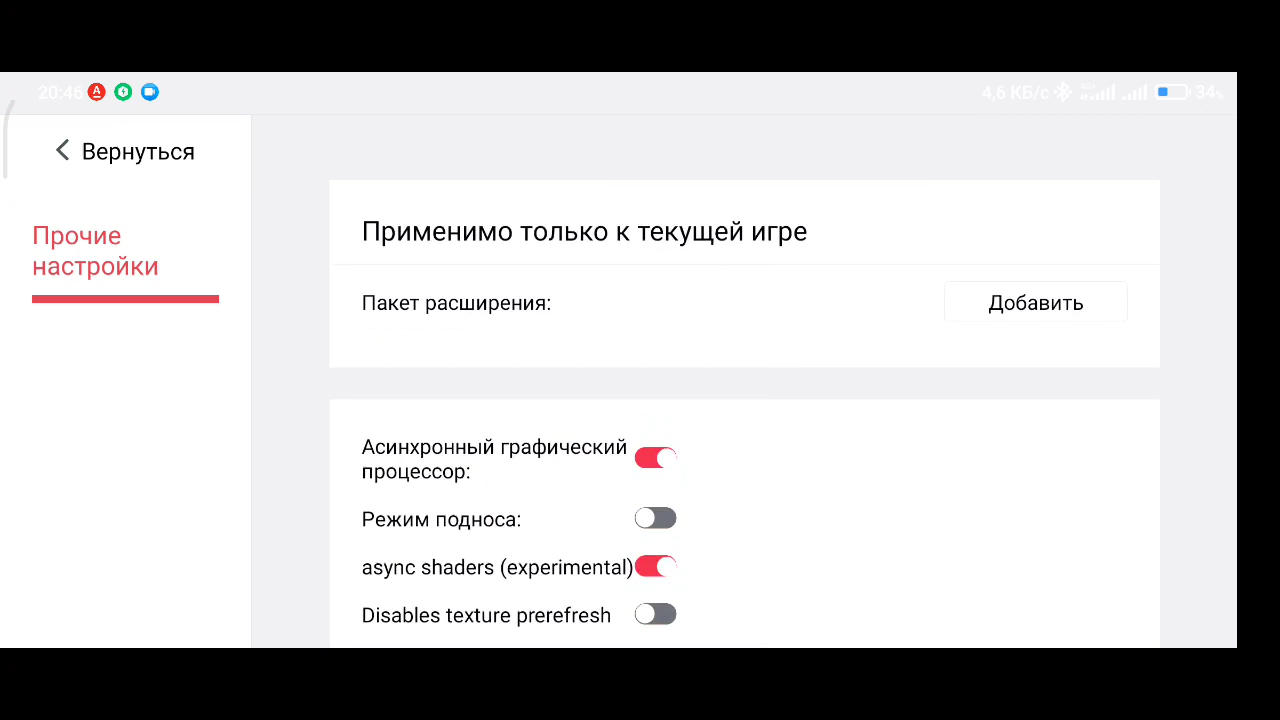 20:46
4,6 КБ/с 34%
Вернуться
Прочие
настройки
Применимо только к текущей игре
Пакет расширения:
Добавить
Асинхронный графический
процессор:
Режим подноса:
async shaders (experimental)
Disables texture prerefresh